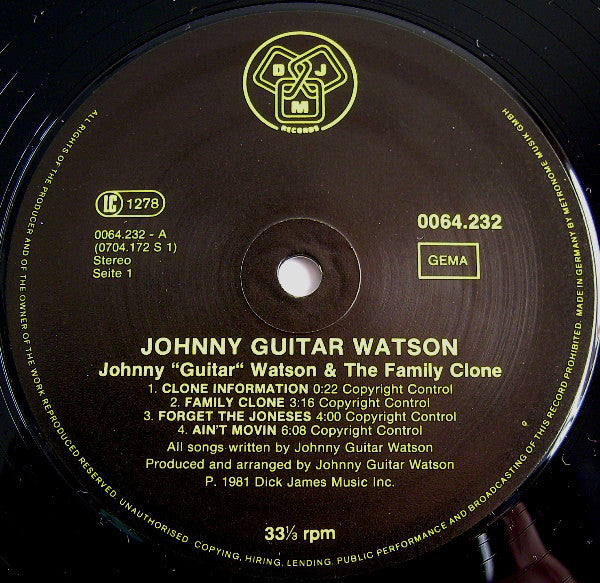 D J
M
RECORDS
LC 1278
0064.232
0064.232 - A
(0704.172 S 1)
Stereo
Seite 1
GEMA
JOHNNY GUITAR WATSON
Johnny "Guitar" Watson & The Family Clone
1. CLONE INFORMATION 0:22 Copyright Control
2. FAMILY CLONE 3:16 Copyright Control
3. FORGET THE JONESES 4:00 Copyright Control
4. AIN'T MOVIN 6:08 Copyright Control
All songs written by Johnny Guitar Watson
Produced and arranged by Johnny Guitar Watson
P. 1981 Dick James Music Inc.
33⅓ rpm
ALL RIGHTS OF THE PRODUCER AND OF THE OWNER OF THE WORK REPRODUCED RESERVED. UNAUTHORISED COPYING, HIRING, LENDING, PUBLIC PERFORMANCE AND BROADCASTING OF THIS RECORD PROHIBITED. MADE IN GERMANY BY METRONOME MUSIK GMBH
P